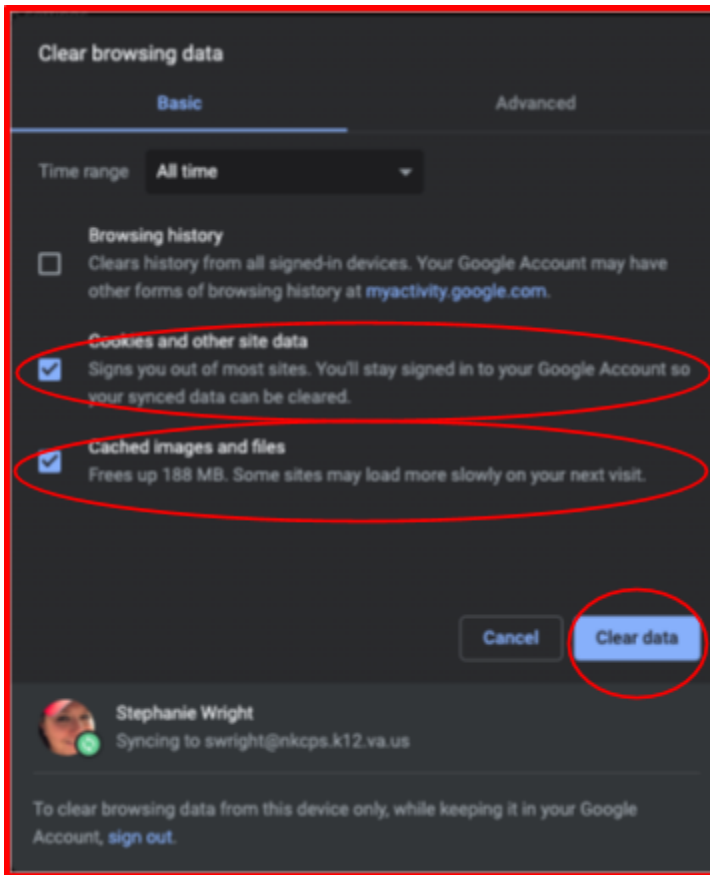 Clear browsing data
Basic Advanced
Time range All time
Browsing history
Clears history from all signed-in devices. Your Google Account may have
other forms of browsing history at myactivity.google.com.
Cookies and other site data
Signs you out of most sites. You'll stay signed in to your Google Account so
your synced data can be cleared.
Cached images and files
Frees up 188 MB. Some sites may load more slowly on your next visit.
Cancel Clear data
Stephanie Wright
Syncing to swright@nkcps.k12.va.us
To clear browsing data from this device only, while keeping it in your Google
Account, sign out.